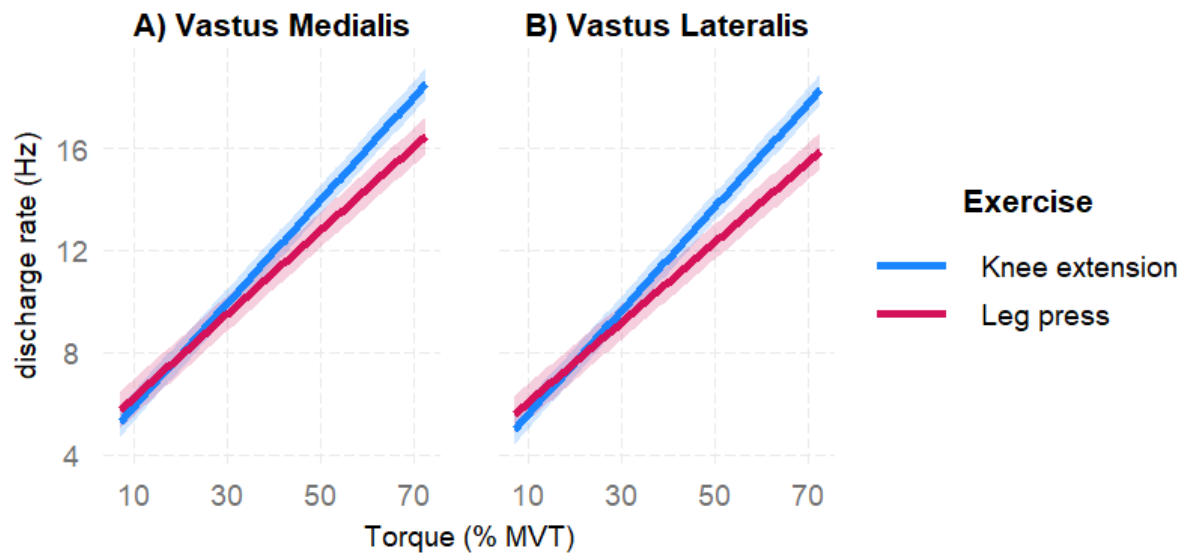 A) Vastus Medialis
B) Vastus Lateralis
discharge rate (Hz)
16
12
8
4
10 30 50 70
10 30 50 70
Torque (% MVT)
Exercise
Knee extension
Leg press